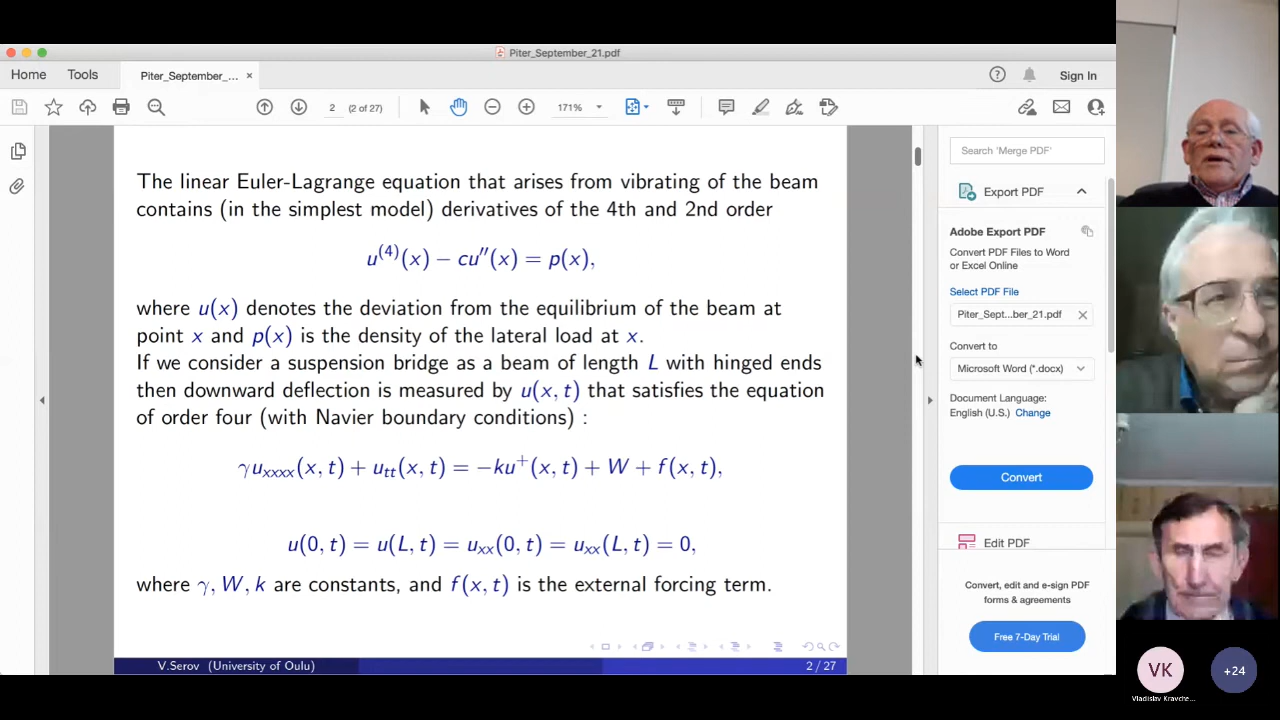 Piter_September_21.pdf
Home
Tools
Piter_September_...
×
Sign In
2
(2 of 27)
171%
The linear Euler-Lagrange equation that arises from vibrating of the beam
contains (in the simplest model) derivatives of the 4th and 2nd order
u⁽⁴⁾(x) − cu′′(x) = p(x),
where u(x) denotes the deviation from the equilibrium of the beam at
point x and p(x) is the density of the lateral load at x.
If we consider a suspension bridge as a beam of length L with hinged ends
then downward deflection is measured by u(x, t) that satisfies the equation
of order four (with Navier boundary conditions) :
γu_{xxxx}(x, t) + u_{tt}(x, t) = −ku⁺(x, t) + W + f(x, t),
u(0, t) = u(L, t) = u_{xx}(0, t) = u_{xx}(L, t) = 0,
where γ, W, k are constants, and f(x, t) is the external forcing term.
V.Serov (University of Oulu)
2 / 27
Search 'Merge PDF'
Export PDF
Adobe Export PDF
Convert PDF Files to Word
or Excel Online
Select PDF File
Piter_Sept...ber_21.pdf
Convert to
Microsoft Word (*.docx)
Document Language:
English (U.S.) Change
Convert
Edit PDF
Convert, edit and e-sign PDF
forms & agreements
Free 7-Day Trial
VK
Vladislav Kravche...
+24